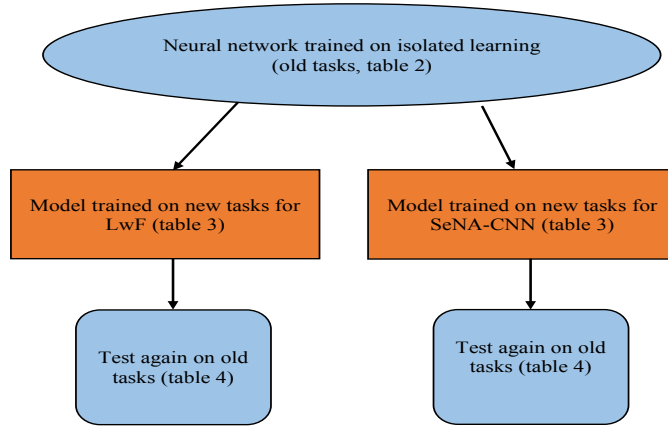 Neural network trained on isolated learning
(old tasks, table 2)
Model trained on new tasks for
LwF (table 3)
Model trained on new tasks for
SeNA-CNN (table 3)
Test again on old
tasks (table 4)
Test again on old
tasks (table 4)